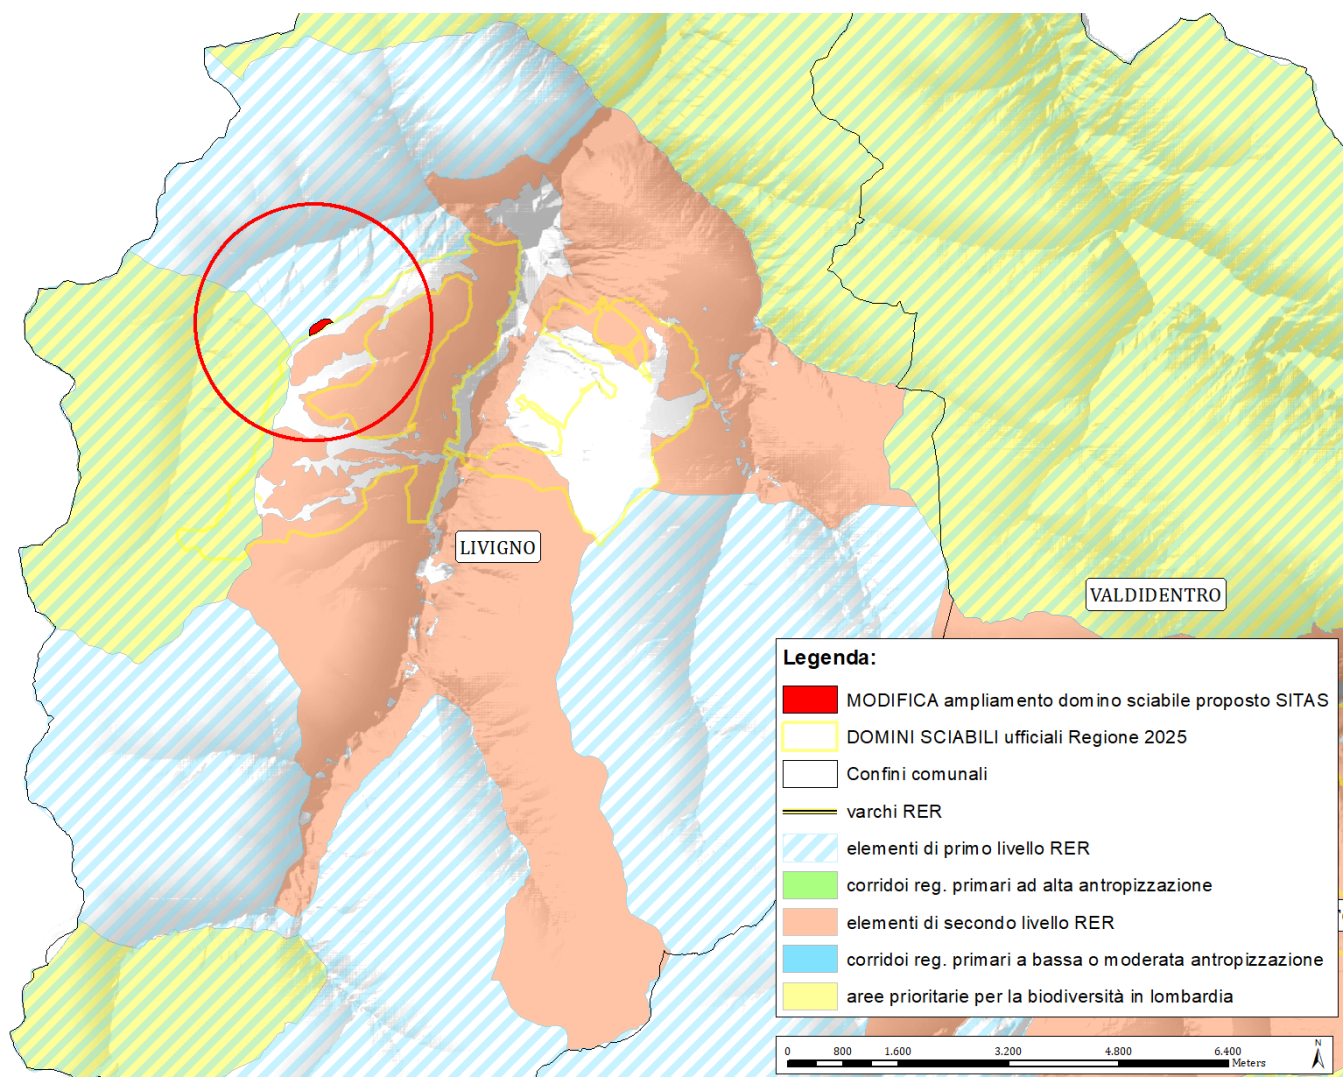 LIVIGNO
VALDIDENTRO
Legenda:
MODIFICA ampliamento domino sciabile proposto SITAS
DOMINI SCIABILI ufficiali Regione 2025
Confini comunali
varchi RER
elementi di primo livello RER
corridoi reg. primari ad alta antropizzazione
elementi di secondo livello RER
corridoi reg. primari a bassa o moderata antropizzazione
aree prioritarie per la biodiversità in lombardia
0 800 1.600 3.200 4.800 6.400
Meters
N